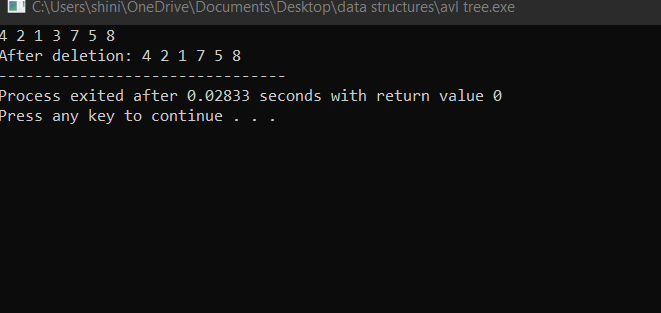 C:\Users\shini\OneDrive\Documents\Desktop\data structures\avl tree.exe
4 2 1 3 7 5 8
After deletion: 4 2 1 7 5 8
--------------------------------
Process exited after 0.02833 seconds with return value 0
Press any key to continue . . .